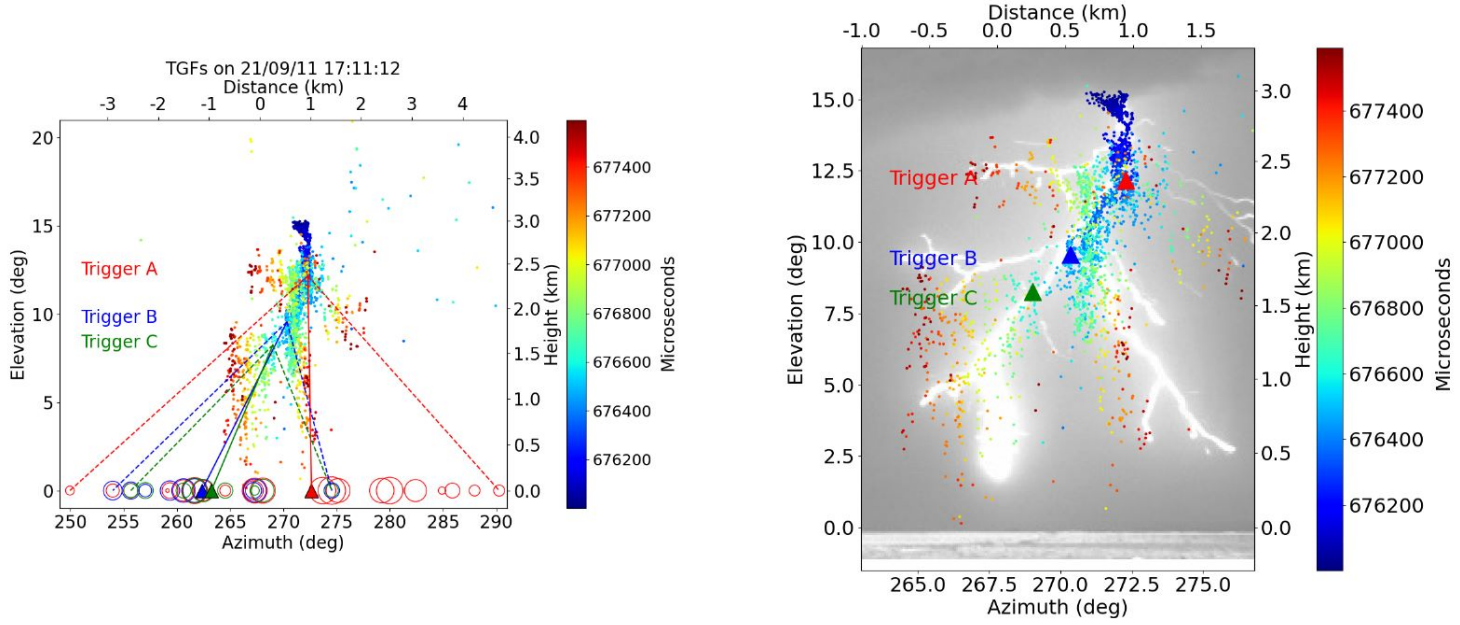 TGFs on 21/09/11 17:11:12
Distance (km)
-3 -2 -1 0 1 2 3 4
20
15
10
5
0
Elevation (deg)
Trigger A
Trigger B
Trigger C
4.0
3.5
3.0
2.5
2.0
1.5
1.0
0.5
0.0
Height (km)
250 255 260 265 270 275 280 285 290
Azimuth (deg)
677400
677200
677000
676800
676600
676400
676200
Microseconds
Distance (km)
-1.0 -0.5 0.0 0.5 1.0 1.5
15.0
12.5
10.0
7.5
5.0
2.5
0.0
Elevation (deg)
Trigger A
Trigger B
Trigger C
3.0
2.5
2.0
1.5
1.0
0.5
0.0
Height (km)
265.0 267.5 270.0 272.5 275.0
Azimuth (deg)
677400
677200
677000
676800
676600
676400
676200
Microseconds